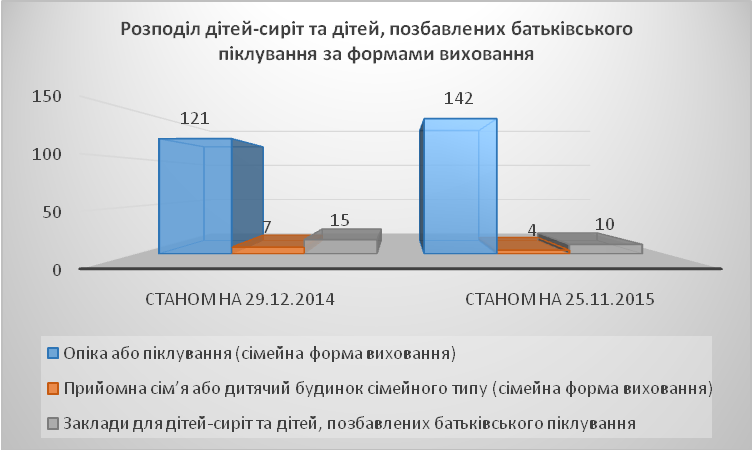 Розподіл дітей-сиріт та дітей, позбавлених батьківського
піклування за формами виховання
150
100
50
0
121
7
15
142
4
10
СТАНОМ НА 29.12.2014
СТАНОМ НА 25.11.2015
Опіка або піклування (сімейна форма виховання)
Прийомна сім’я або дитячий будинок сімейного типу (сімейна форма виховання)
Заклади для дітей-сиріт та дітей, позбавлених батьківського піклування